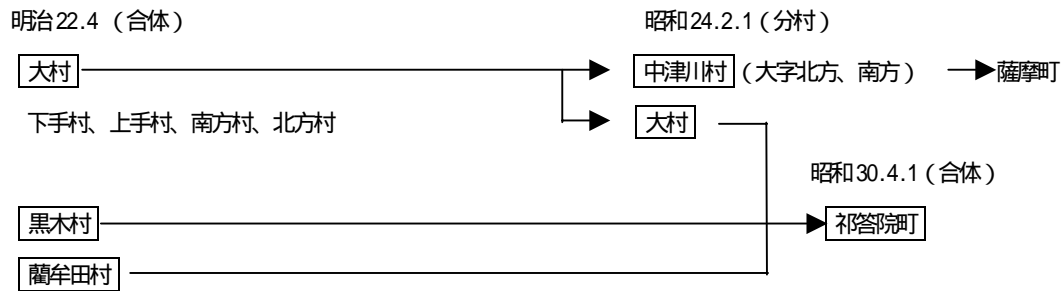 明治22.4 (合体) 昭和24.2.1(分村)
大村 中津川村 (大字北方、南方) 薩摩町
下手村、上手村、南方村、北方村 大村
昭和30.4.1(合体)
黒木村 祁答院町
藺牟田村